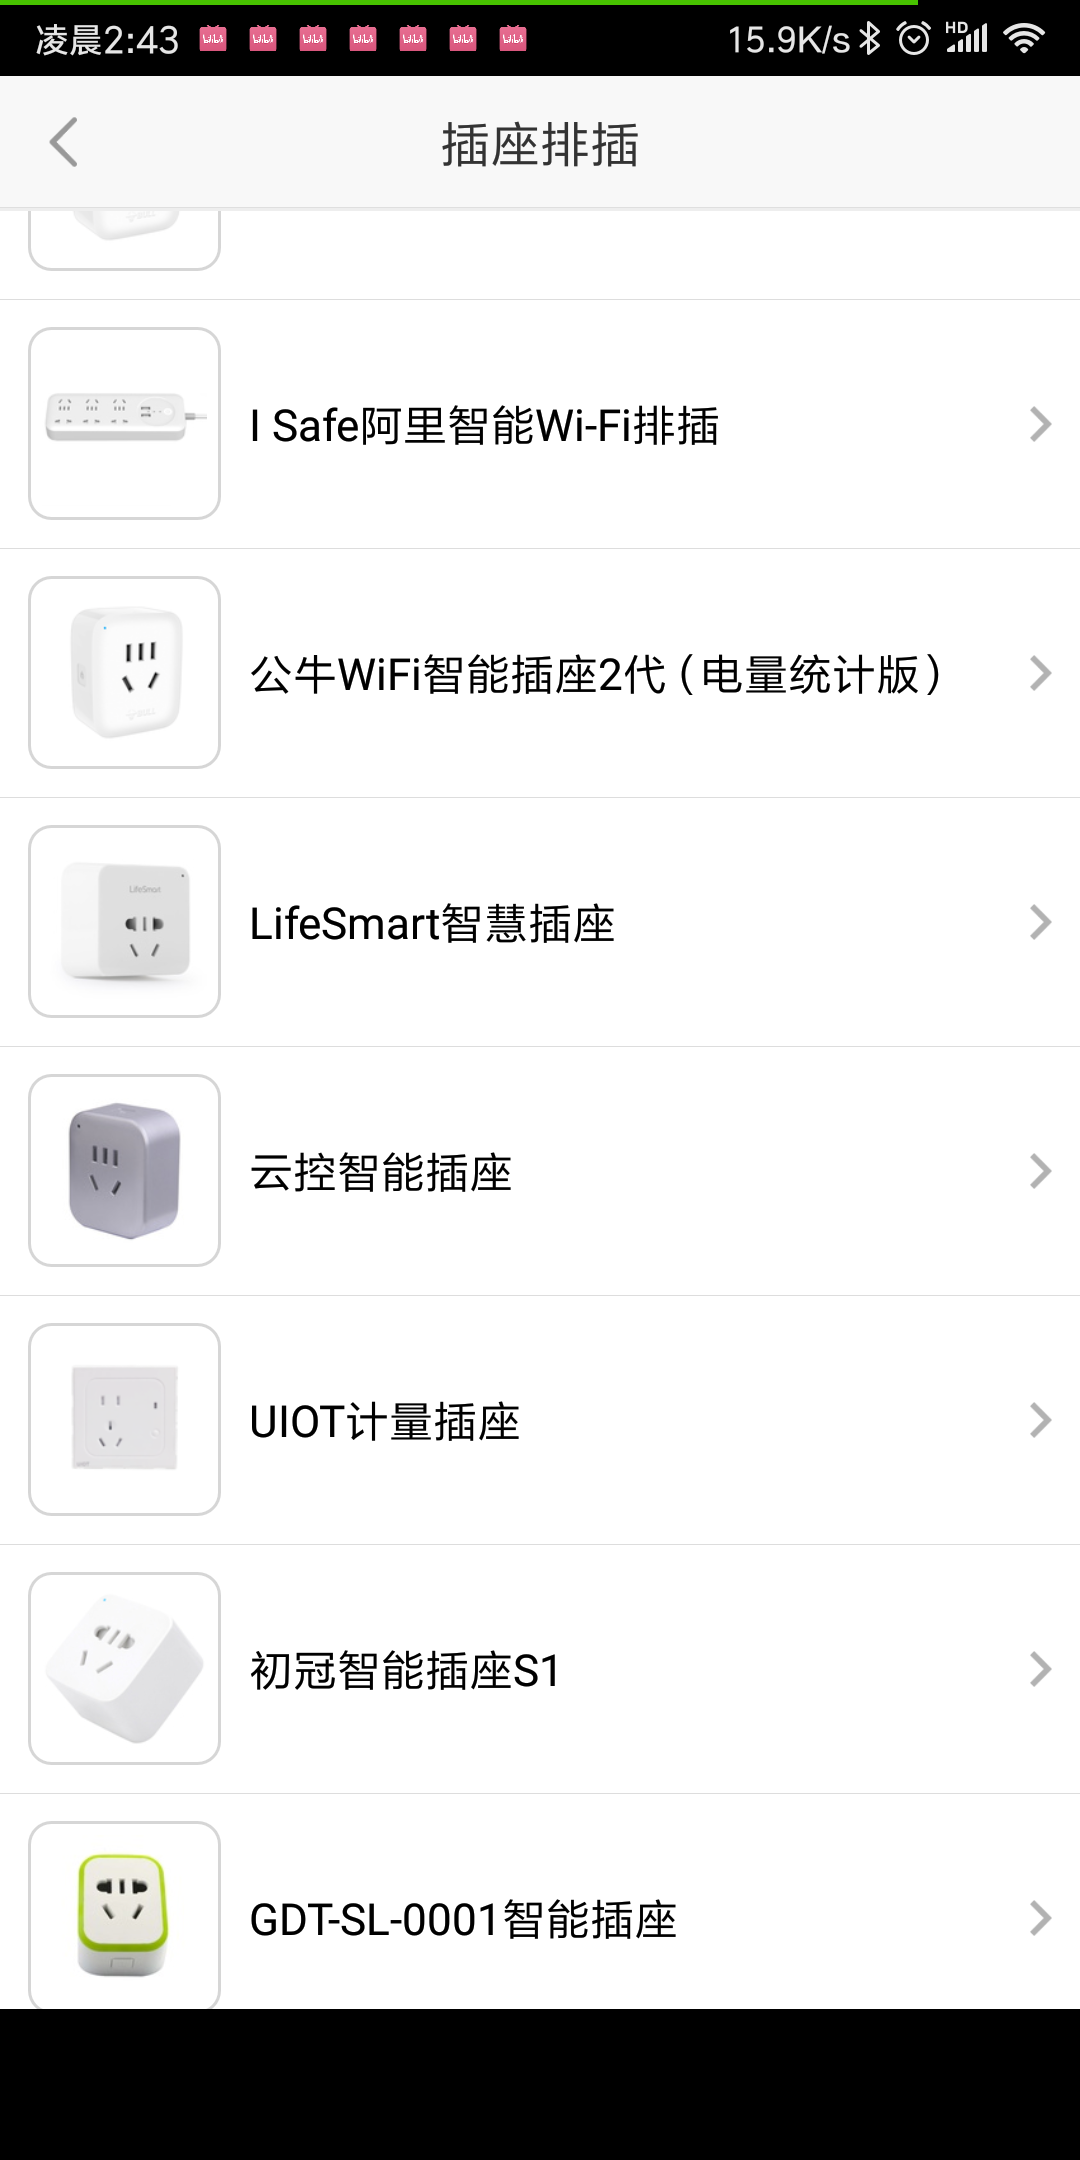 凌晨2:43
15.9K/s
HD
插座排插
I Safe阿里智能Wi-Fi排插
公牛WiFi智能插座2代（电量统计版）
LifeSmart
LifeSmart智慧插座
云控智能插座
UIOT计量插座
初冠智能插座S1
GDT-SL-0001智能插座